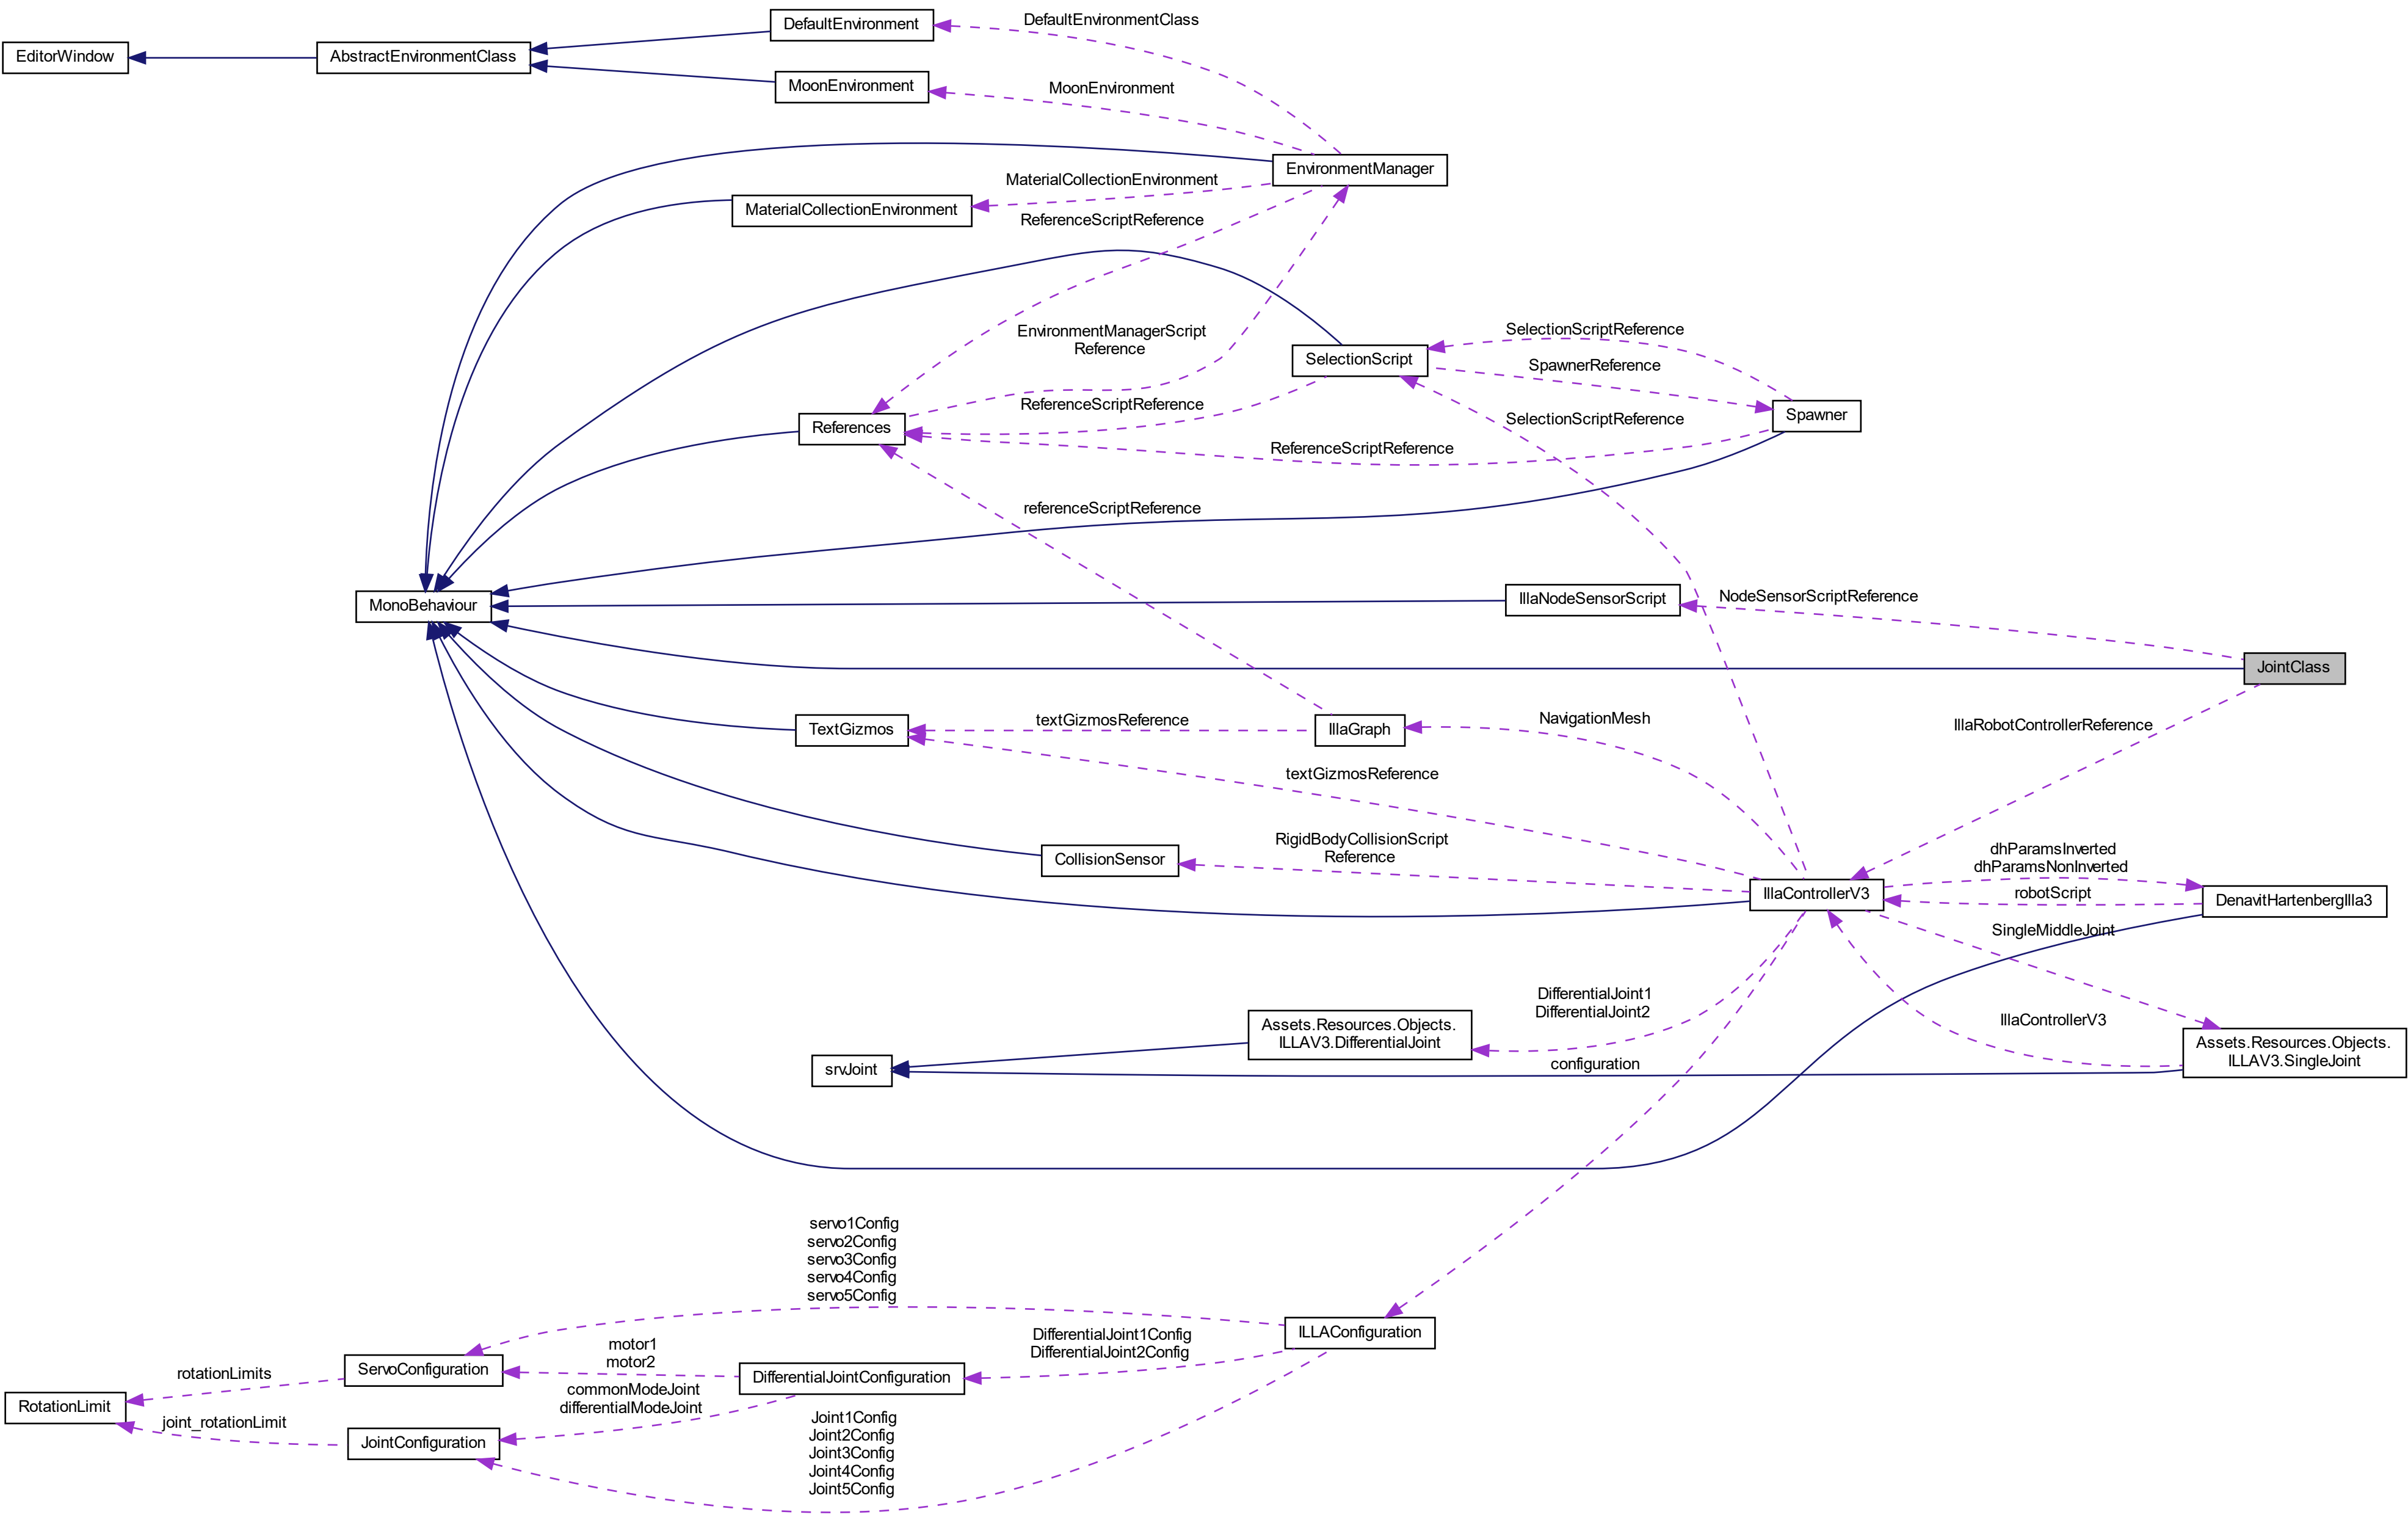 DefaultEnvironment
DefaultEnvironmentClass
EditorWindow
AbstractEnvironmentClass
MoonEnvironment
MoonEnvironment
EnvironmentManager
MaterialCollectionEnvironment
MaterialCollectionEnvironment
ReferenceScriptReference
EnvironmentManagerScript
Reference
SelectionScript
SelectionScriptReference
SpawnerReference
Spawner
References
ReferenceScriptReference
SelectionScriptReference
ReferenceScriptReference
referenceScriptReference
MonoBehaviour
IllaNodeSensorScript
NodeSensorScriptReference
JointClass
TextGizmos
textGizmosReference
IllaGraph
NavigationMesh
IllaRobotControllerReference
textGizmosReference
CollisionSensor
RigidBodyCollisionScript
Reference
IllaControllerV3
dhParamsInverted
dhParamsNonInverted
robotScript
DenavitHartenbergIlla3
SingleMiddleJoint
DifferentialJoint1
DifferentialJoint2
IllaControllerV3
Assets.Resources.Objects.
ILLAV3.DifferentialJoint
Assets.Resources.Objects.
ILLAV3.SingleJoint
srvJoint
configuration
servo1Config
servo2Config
servo3Config
servo4Config
servo5Config
ILLAConfiguration
DifferentialJoint1Config
DifferentialJoint2Config
motor1
motor2
ServoConfiguration
DifferentialJointConfiguration
rotationLimits
RotationLimit
commonModeJoint
differentialModeJoint
joint_rotationLimit
JointConfiguration
Joint1Config
Joint2Config
Joint3Config
Joint4Config
Joint5Config